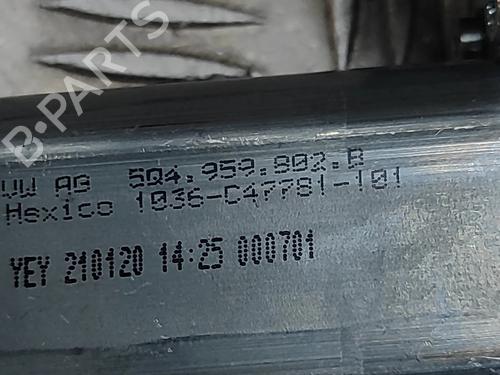 B-PARTS
VW AG 5Q4.959.802.B
Mexico 1036-C47781-101
YEY 210120 14:25 000701